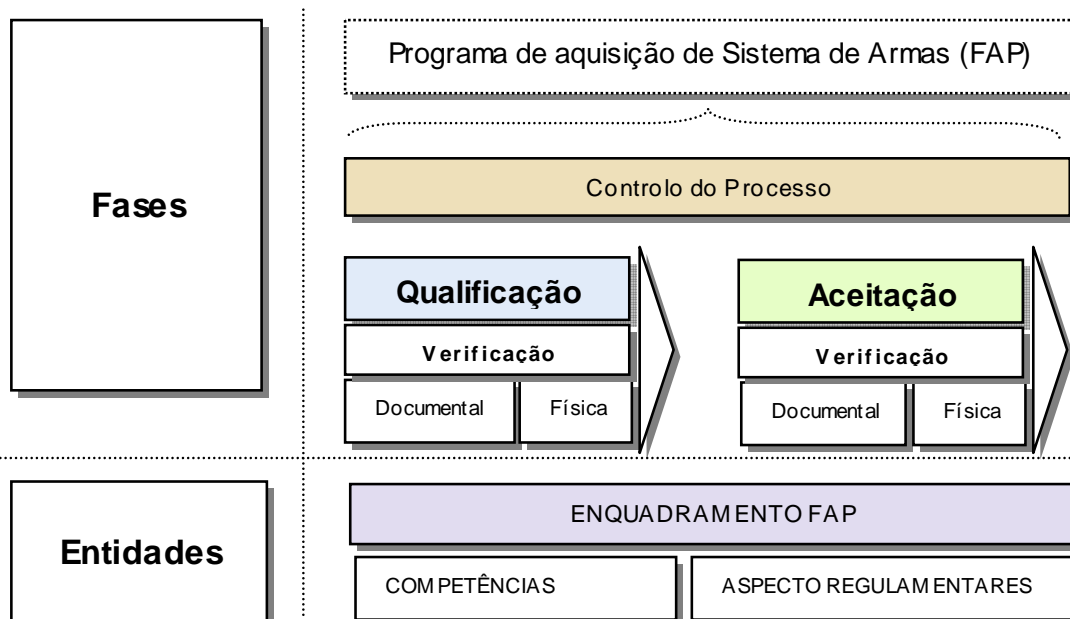 Programa de aquisição de Sistema de Armas (FAP)
Fases
Controlo do Processo
Qualificação
Verificação
Documental
Física
Aceitação
Verificação
Documental
Física
Entidades
ENQUADRAMENTO FAP
COMPETÊNCIAS
ASPECTO REGULAMENTARES